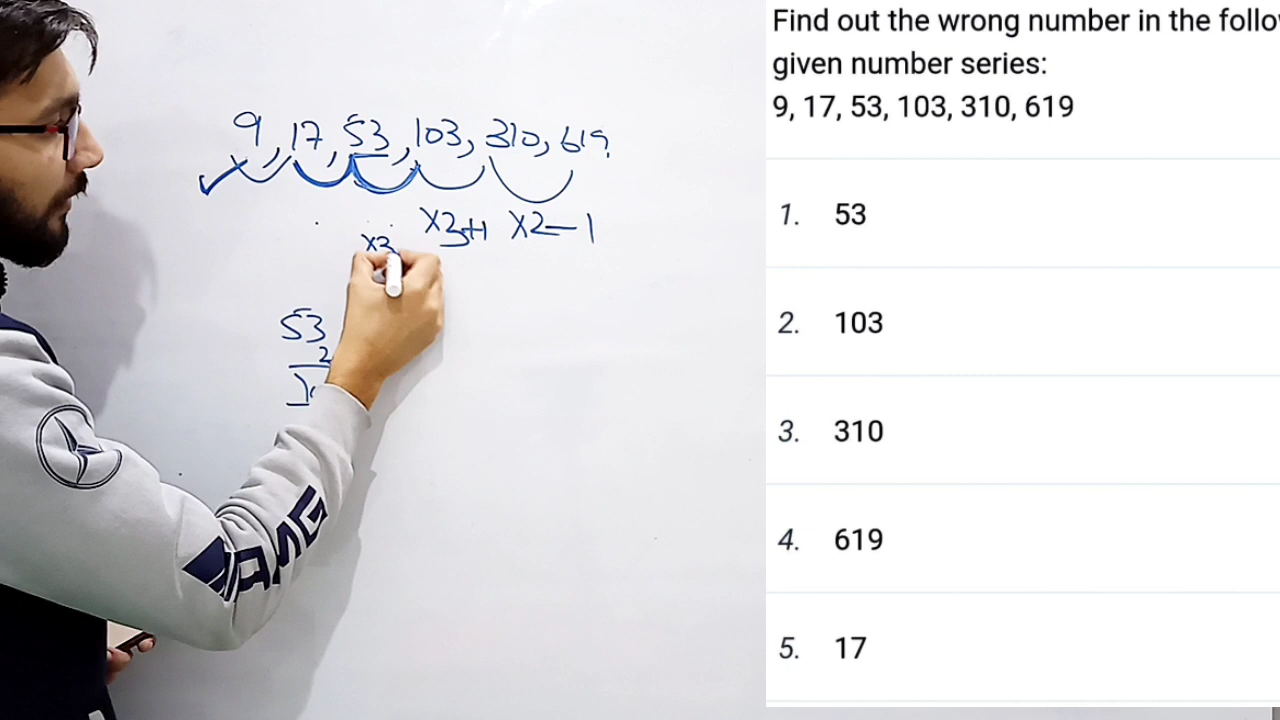 9, 17, 53, 103, 310, 619
x3+1 x2-1
x2
53
2
AMG
Find out the wrong number in the follo
given number series:
9, 17, 53, 103, 310, 619
1. 53
2. 103
3. 310
4. 619
5. 17